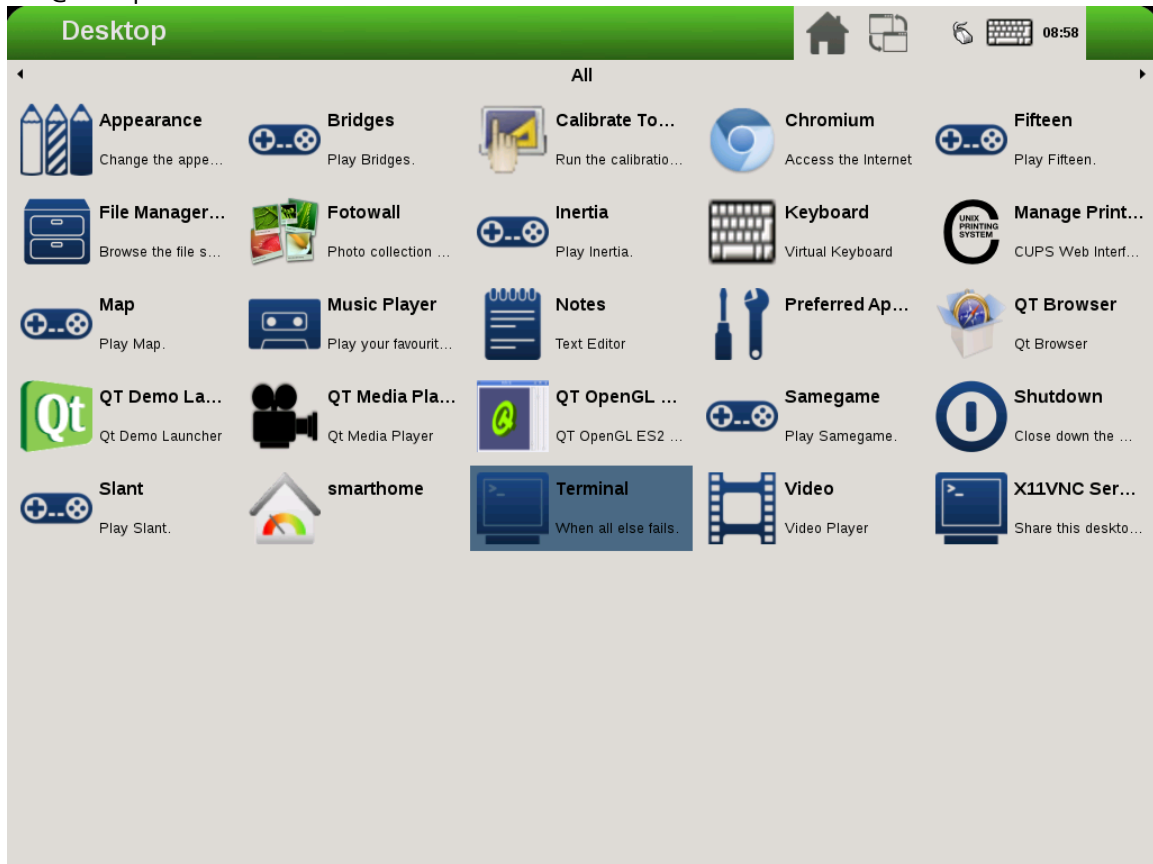 Desktop
08:58
All
Appearance
Change the appe...
Bridges
Play Bridges.
Calibrate To...
Run the calibratio...
Chromium
Access the Internet
Fifteen
Play Fifteen.
File Manager...
Browse the file s...
Fotowall
Photo collection ...
Inertia
Play Inertia.
Keyboard
Virtual Keyboard
UNIX
PRINTING
SYSTEM
Manage Print...
CUPS Web Interf...
Map
Play Map.
Music Player
Play your favourit...
Notes
Text Editor
Preferred Ap...
QT Browser
Qt Browser
Qt
QT Demo La...
Qt Demo Launcher
QT Media Pla...
Qt Media Player
QT OpenGL ...
QT OpenGL ES2 ...
Samegame
Play Samegame.
Shutdown
Close down the ...
Slant
Play Slant.
smarthome
>_
Terminal
When all else fails.
Video
Video Player
>_
X11VNC Ser...
Share this deskto...